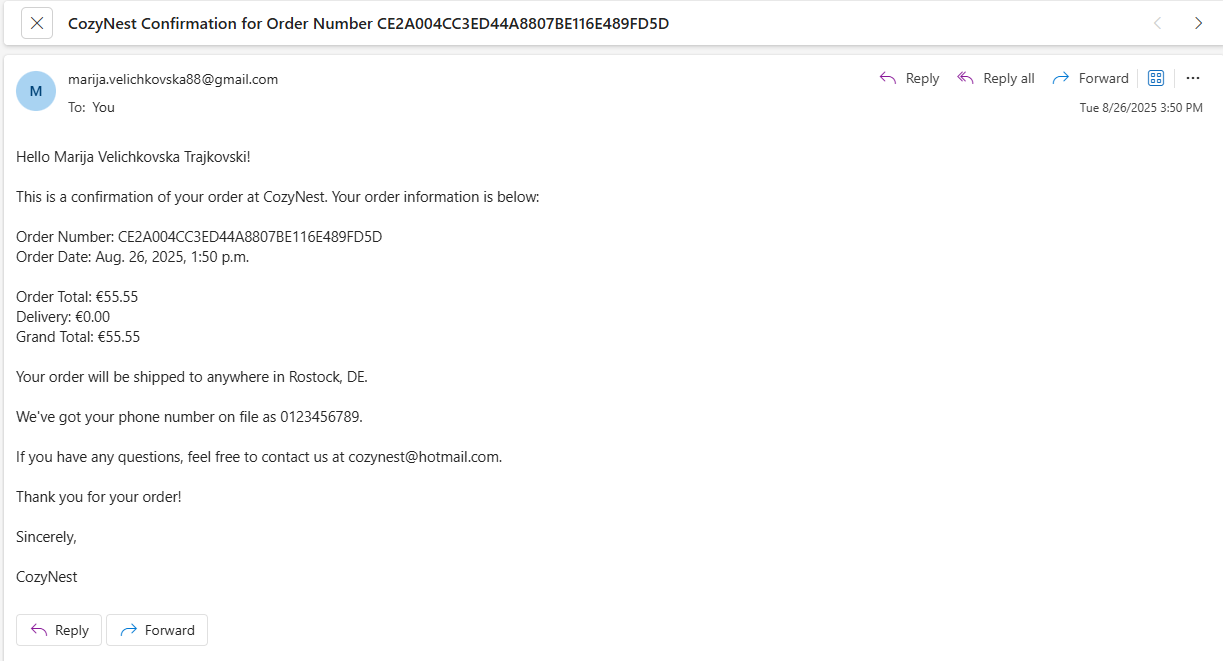 CozyNest Confirmation for Order Number CE2A004CC3ED44A8807BE116E489FD5D
M
marija.velichkovska88@gmail.com
To: You
Reply
Reply all
Forward
Tue 8/26/2025 3:50 PM
Hello Marija Velichkovska Trajkovski!
This is a confirmation of your order at CozyNest. Your order information is below:
Order Number: CE2A004CC3ED44A8807BE116E489FD5D
Order Date: Aug. 26, 2025, 1:50 p.m.
Order Total: €55.55
Delivery: €0.00
Grand Total: €55.55
Your order will be shipped to anywhere in Rostock, DE.
We've got your phone number on file as 0123456789.
If you have any questions, feel free to contact us at cozynest@hotmail.com.
Thank you for your order!
Sincerely,
CozyNest
Reply
Forward